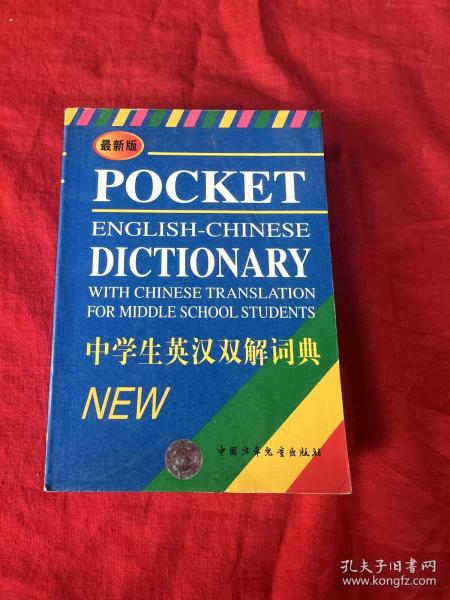 最新版
POCKET
ENGLISH-CHINESE
DICTIONARY
WITH CHINESE TRANSLATION
FOR MIDDLE SCHOOL STUDENTS
中学生英汉双解词典
NEW
中国少年儿童出版社
孔夫子旧书网
www.kongfz.com